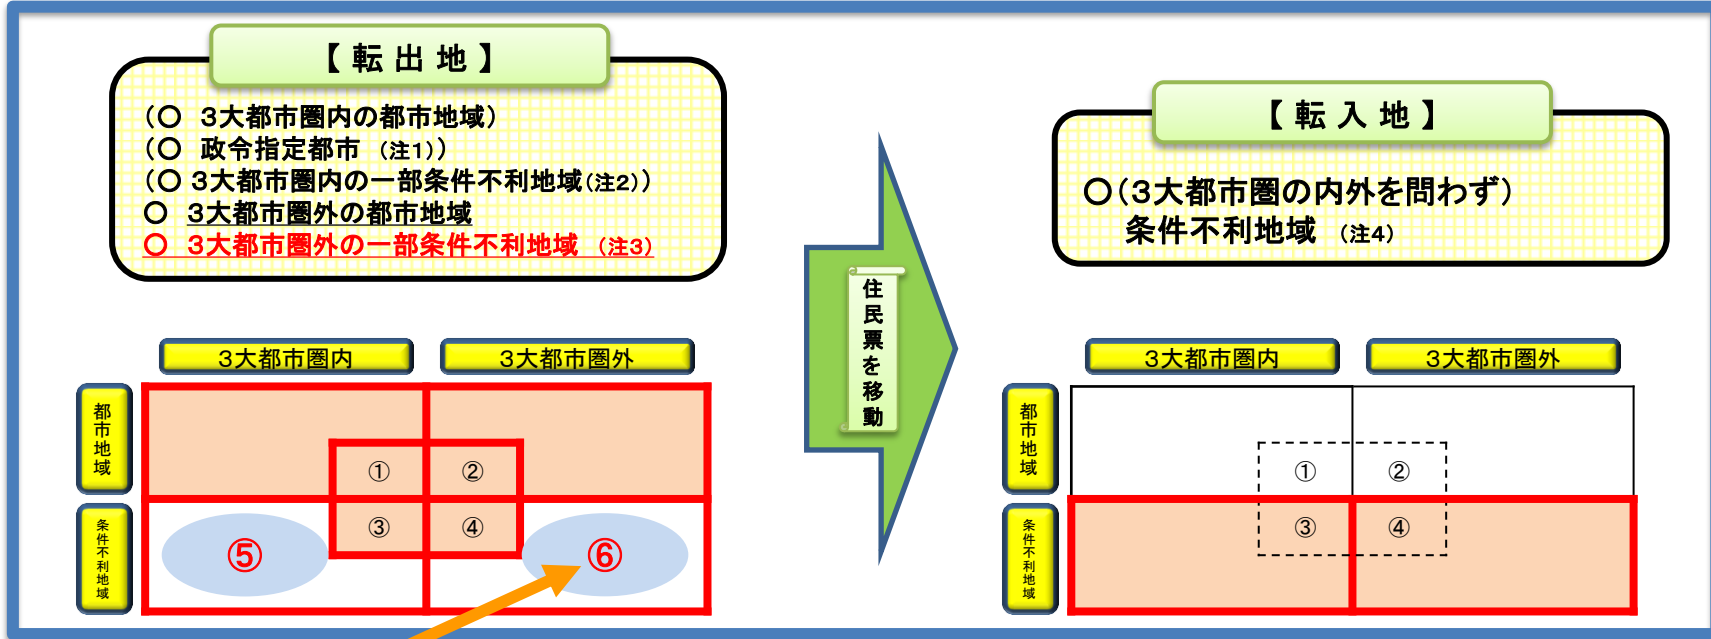 【 転 出 地 】
(〇 3大都市圏内の都市地域)
(〇 政令指定都市 (注1))
(〇 3大都市圏内の一部条件不利地域(注2))
〇 3大都市圏外の都市地域
〇 3大都市圏外の一部条件不利地域 (注3)
3大都市圏内
3大都市圏外
都市地域
①
②
条件不利地域
③
④
⑤
⑥
住民票を移動
【 転 入 地 】
〇(3大都市圏の内外を問わず)
条件不利地域 (注4)
3大都市圏内
3大都市圏外
都市地域
①
②
条件不利地域
③
④